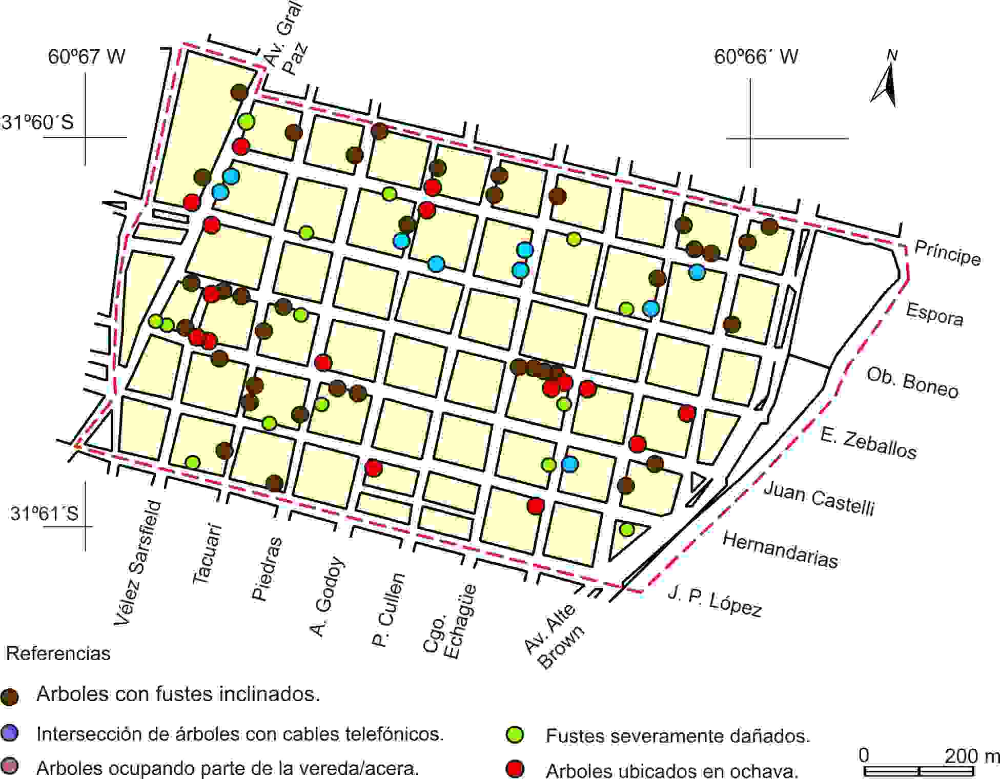 Av. Gral
Paz
60º67 W
60º66´ W
N
31º60´S
Príncipe
Espora
Ob. Boneo
E. Zeballos
Juan Castelli
Hernandarias
J. P. López
31º61´S
Vélez Sarsfield
Tacuarí
Piedras
A. Godoy
P. Cullen
Cgo.
Echagüe
Av. Alte
Brown
Referencias
Arboles con fustes inclinados.
Intersección de árboles con cables telefónicos.
Arboles ocupando parte de la vereda/acera.
Fustes severamente dañados.
Arboles ubicados en ochava.
0 200 m